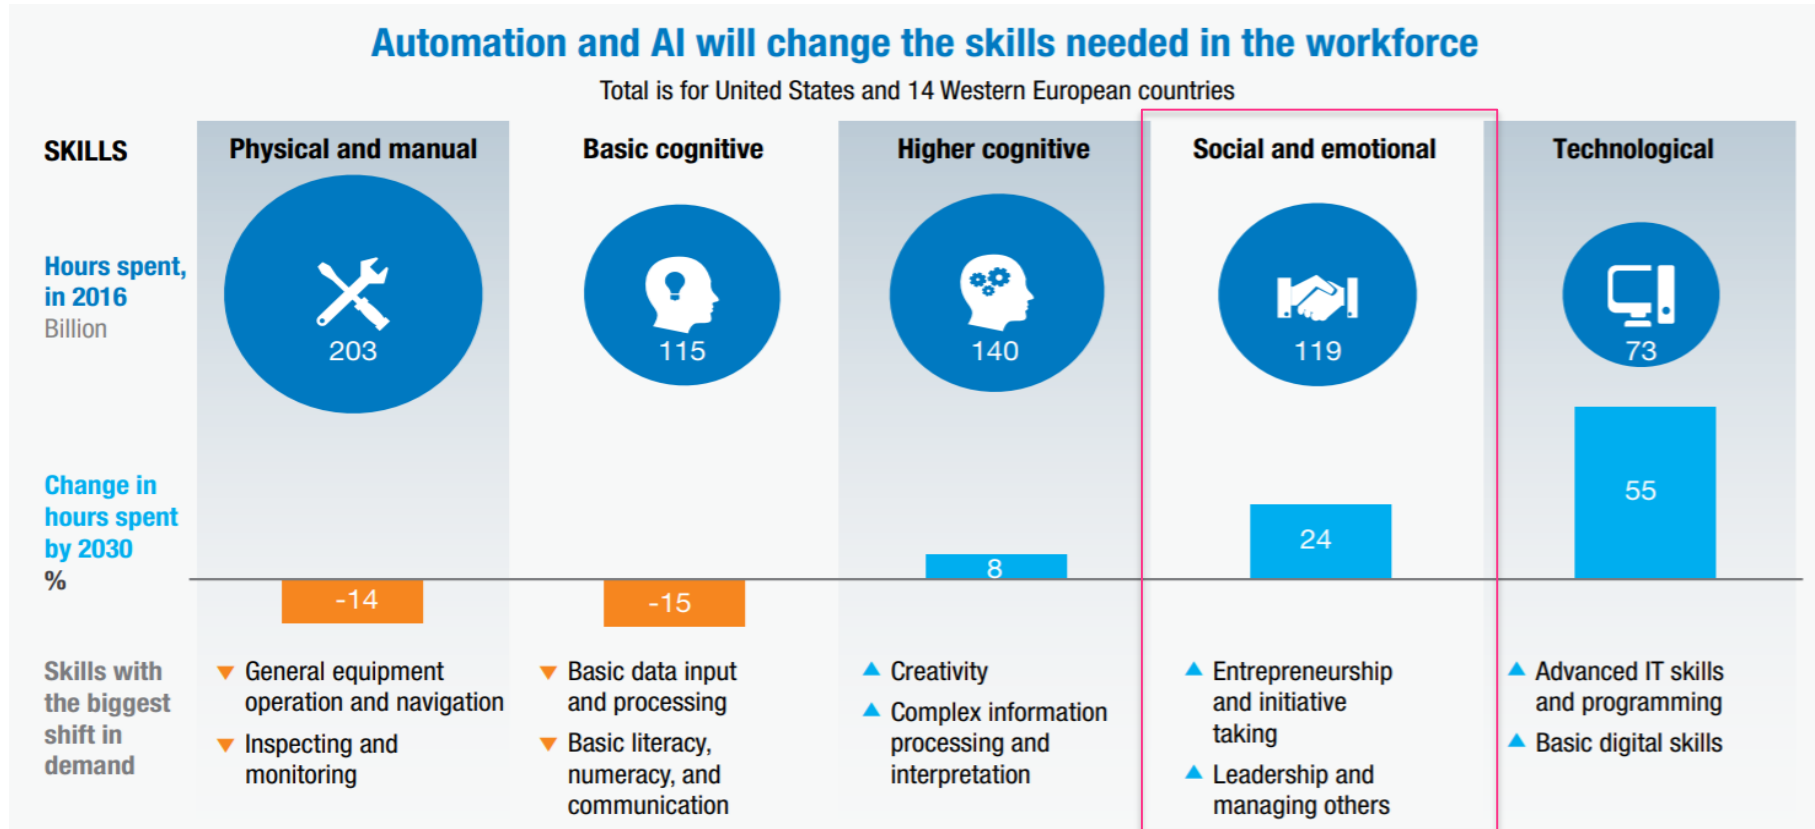 Automation and AI will change the skills needed in the workforce
Total is for United States and 14 Western European countries
SKILLS
Physical and manual
Basic cognitive
Higher cognitive
Social and emotional
Technological
Hours spent,
in 2016
Billion
203
115
140
119
73
Change in
hours spent
by 2030
%
-14
-15
8
24
55
Skills with
the biggest
shift in
demand
General equipment
operation and navigation
Inspecting and
monitoring
Basic data input
and processing
Basic literacy,
numeracy, and
communication
Creativity
Complex information
processing and
interpretation
Entrepreneurship
and initiative
taking
Leadership and
managing others
Advanced IT skills
and programming
Basic digital skills